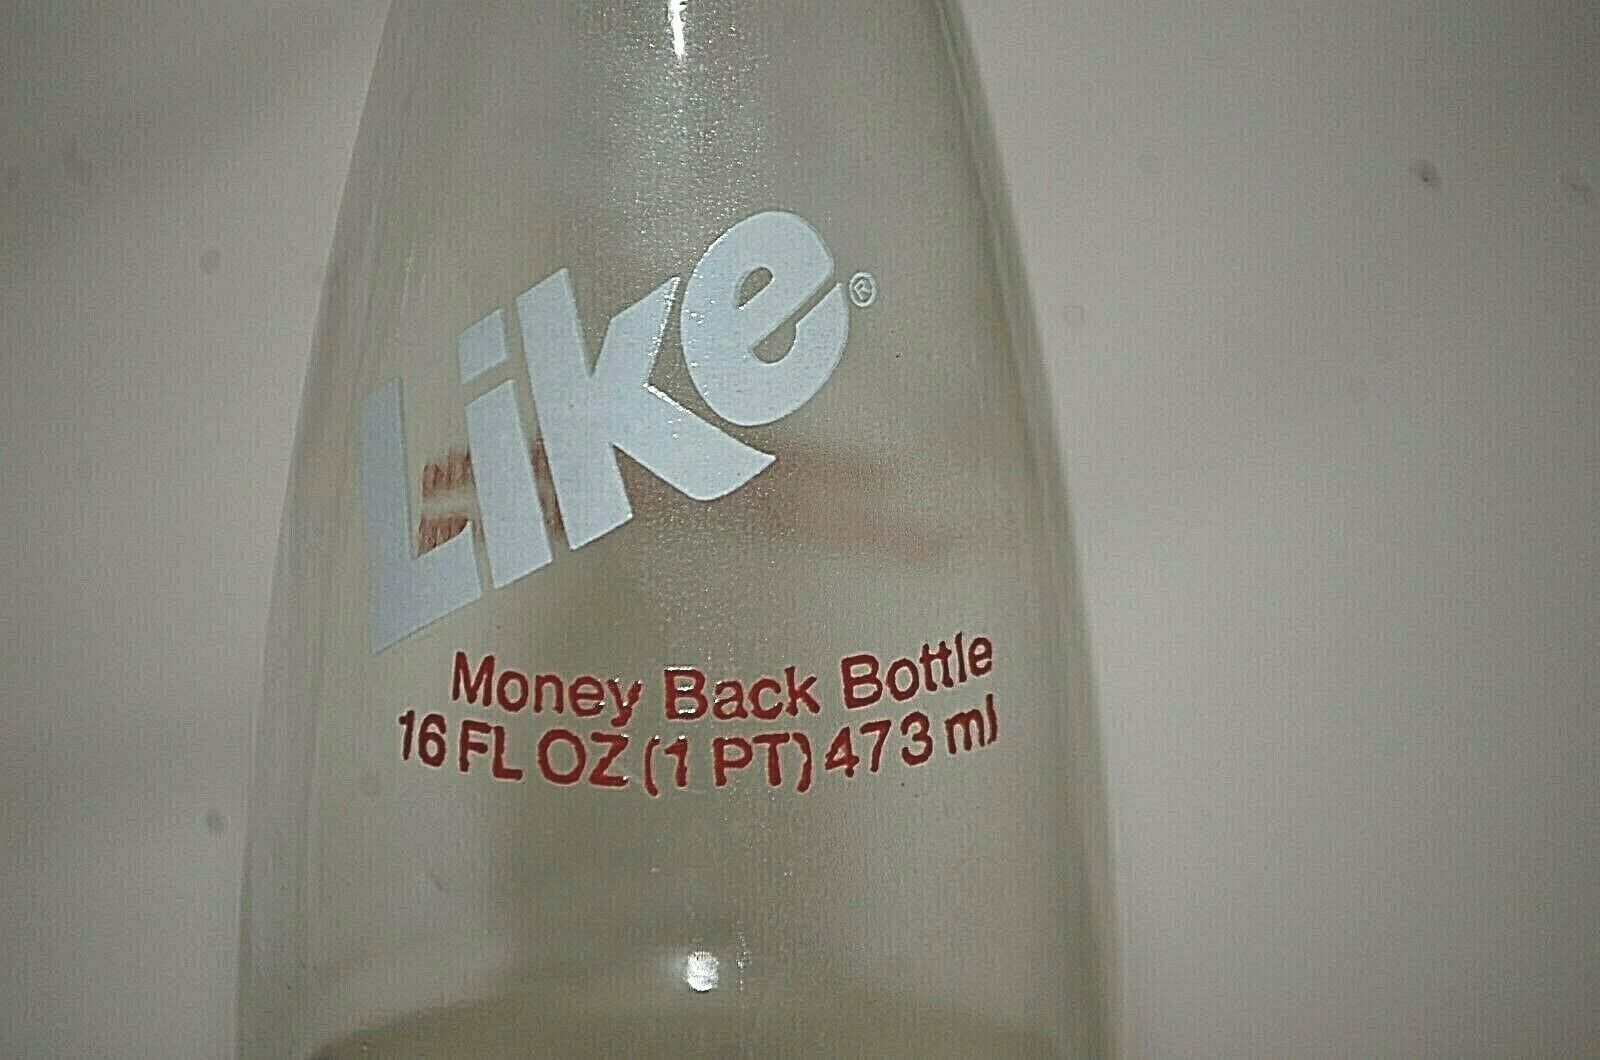 Like®
Money Back Bottle
16 FL OZ (1 PT) 473 ml